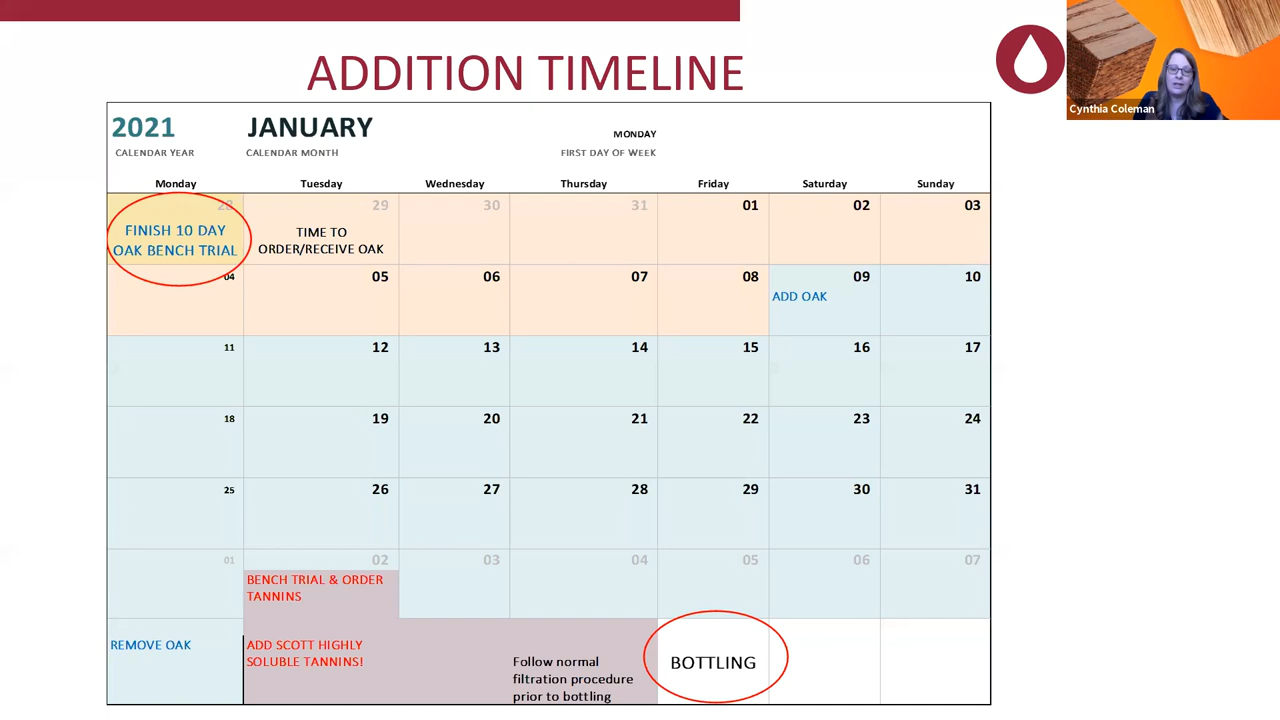 ADDITION TIMELINE
Cynthia Coleman
2021 JANUARY MONDAY
CALENDAR YEAR CALENDAR MONTH FIRST DAY OF WEEK
Monday Tuesday Wednesday Thursday Friday Saturday Sunday
28 29 30 31 01 02 03
FINISH 10 DAY
OAK BENCH TRIAL
TIME TO
ORDER/RECEIVE OAK
04 05 06 07 08 09 10
ADD OAK
11 12 13 14 15 16 17
18 19 20 21 22 23 24
25 26 27 28 29 30 31
01 02 03 04 05 06 07
BENCH TRIAL & ORDER
TANNINS
REMOVE OAK
ADD SCOTT HIGHLY
SOLUBLE TANNINS!
Follow normal
filtration procedure
prior to bottling
BOTTLING